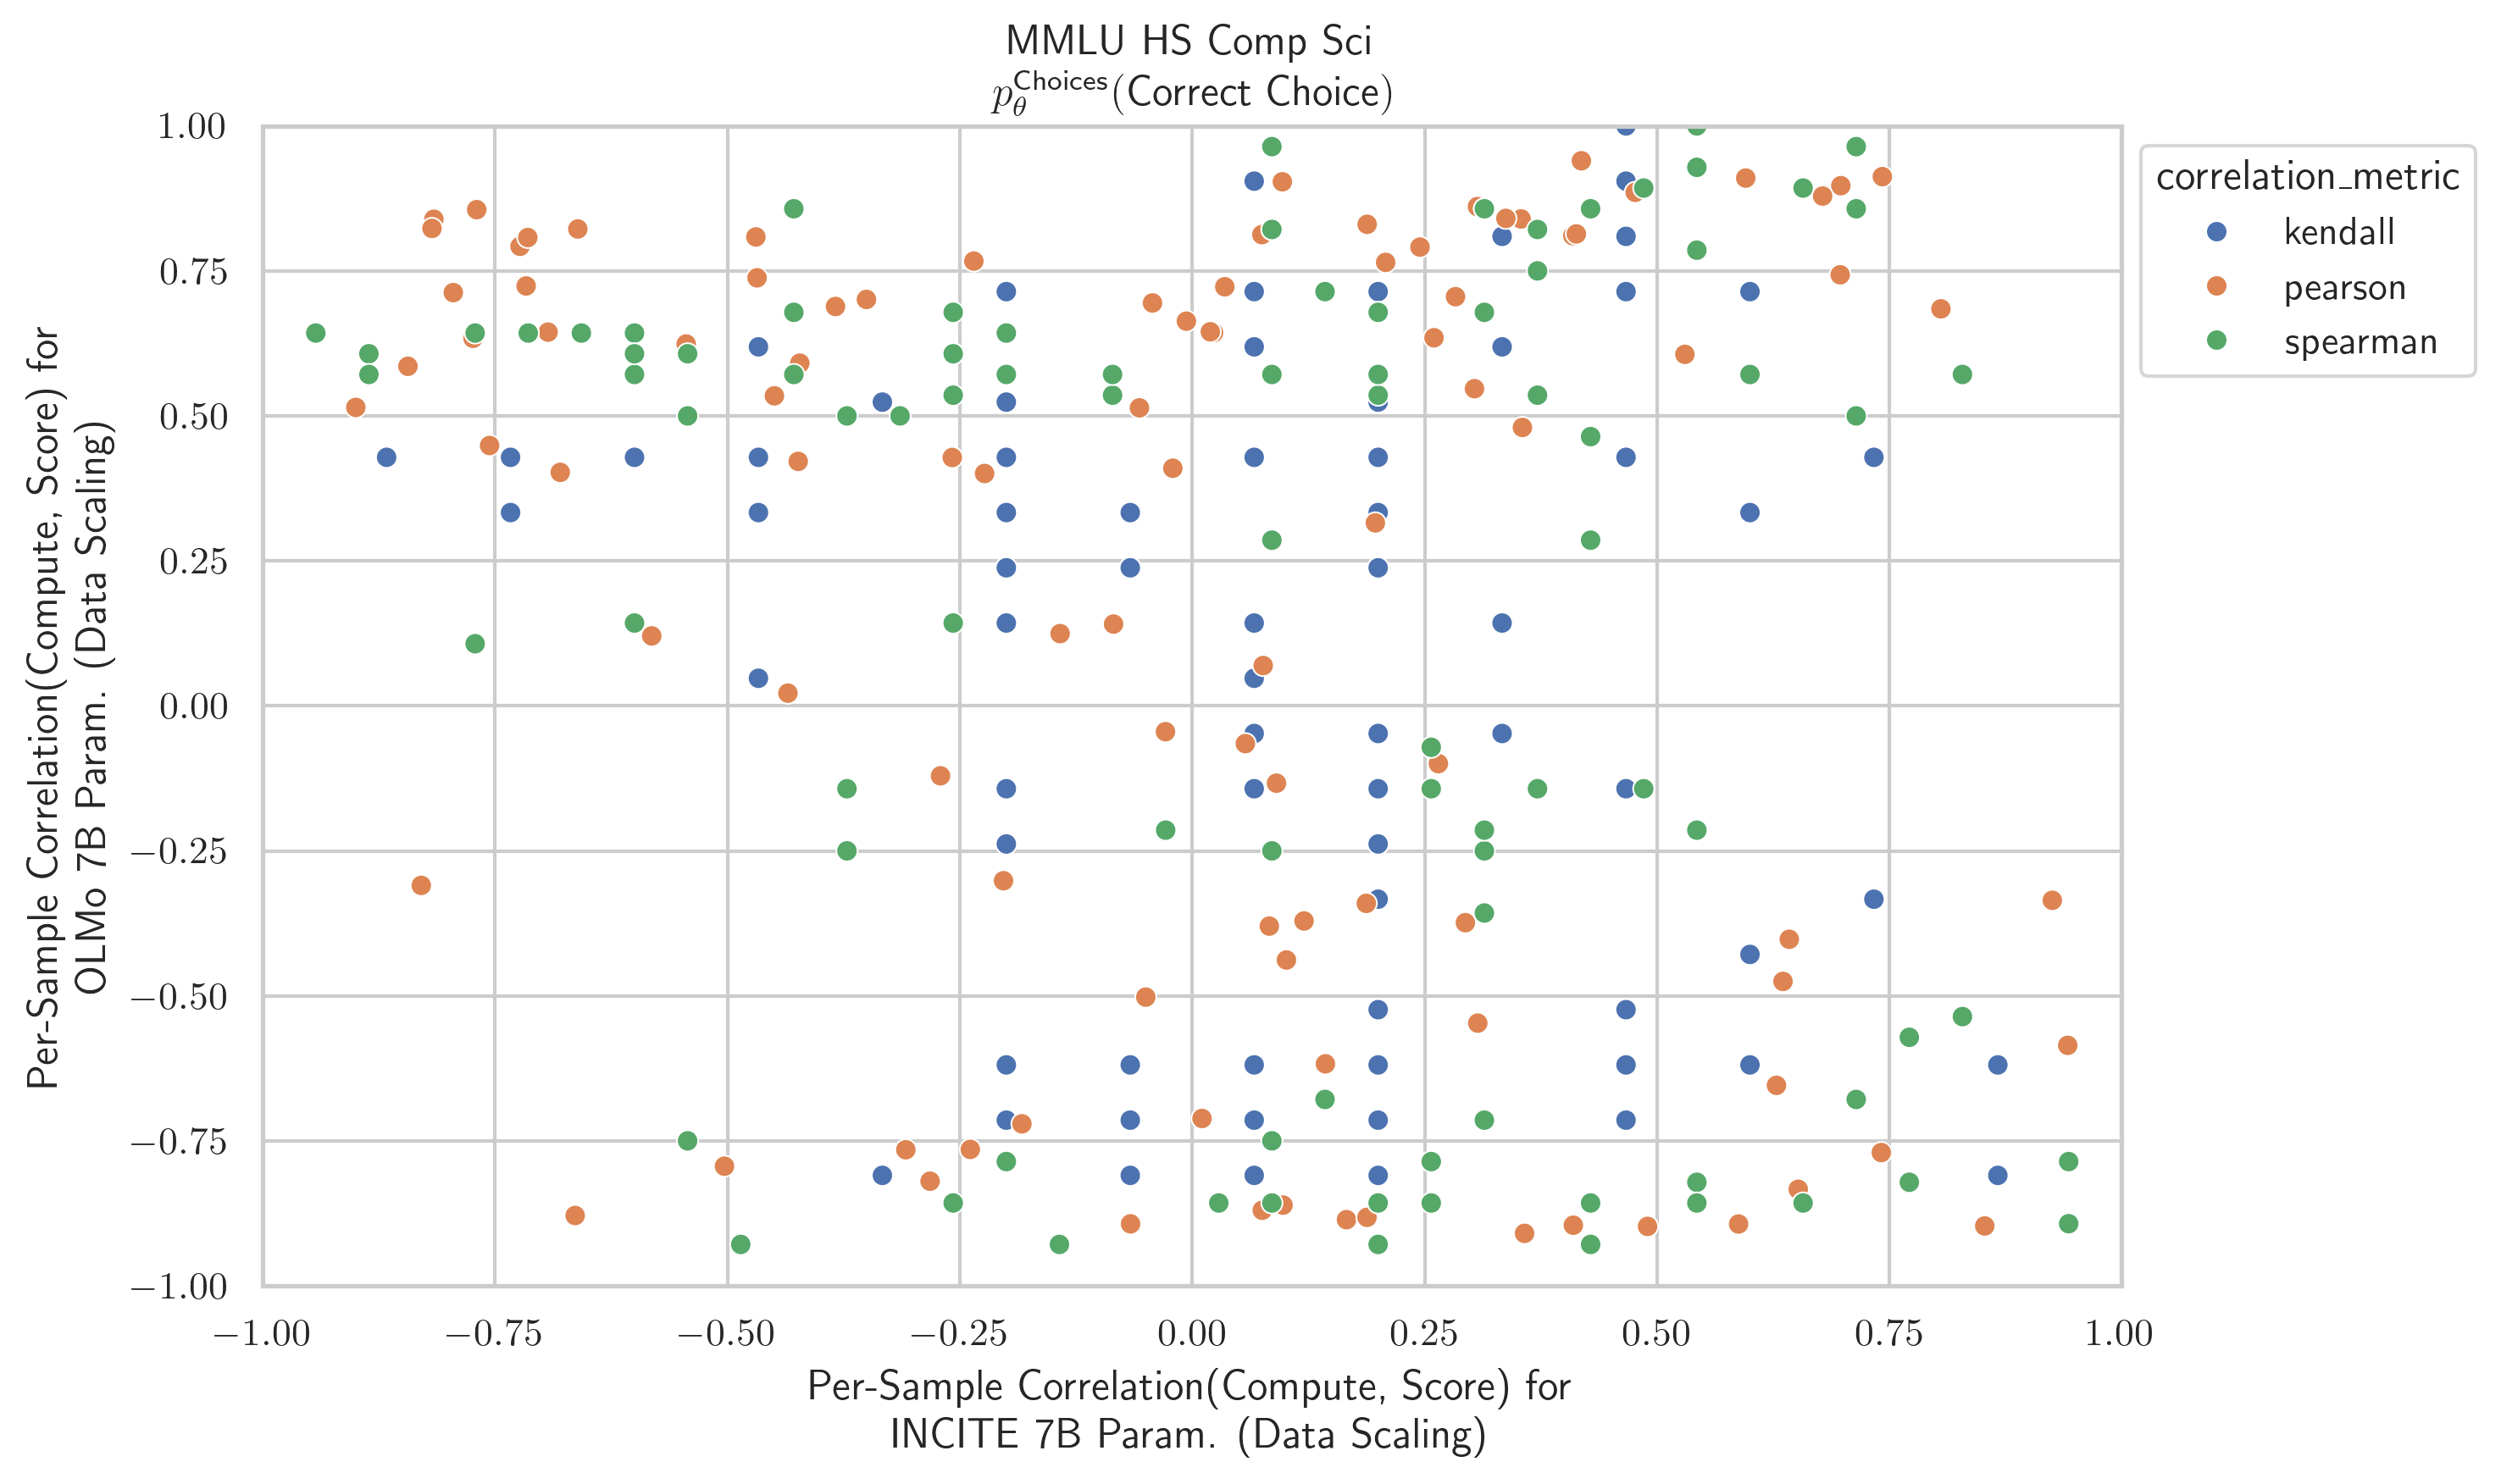 MMLU HS Comp Sci
p_θ^Choices(Correct Choice)
1.00
0.75
0.50
0.25
0.00
−0.25
−0.50
−0.75
−1.00
Per-Sample Correlation(Compute, Score) for
OLMo 7B Param. (Data Scaling)
correlation_metric
kendall
pearson
spearman
−1.00 −0.75 −0.50 −0.25 0.00 0.25 0.50 0.75 1.00
Per-Sample Correlation(Compute, Score) for
INCITE 7B Param. (Data Scaling)